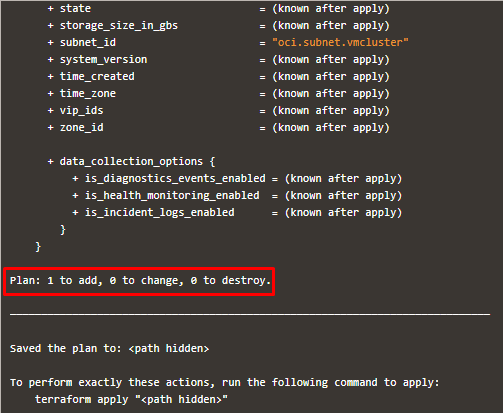 + state = (known after apply)
+ storage_size_in_gbs = (known after apply)
+ subnet_id = "oci.subnet.vmcluster"
+ system_version = (known after apply)
+ time_created = (known after apply)
+ time_zone = (known after apply)
+ vip_ids = (known after apply)
+ zone_id = (known after apply)
+ data_collection_options {
+ is_diagnostics_events_enabled = (known after apply)
+ is_health_monitoring_enabled = (known after apply)
+ is_incident_logs_enabled = (known after apply)
}
}
Plan: 1 to add, 0 to change, 0 to destroy.
Saved the plan to: <path hidden>
To perform exactly these actions, run the following command to apply:
terraform apply "<path hidden>"